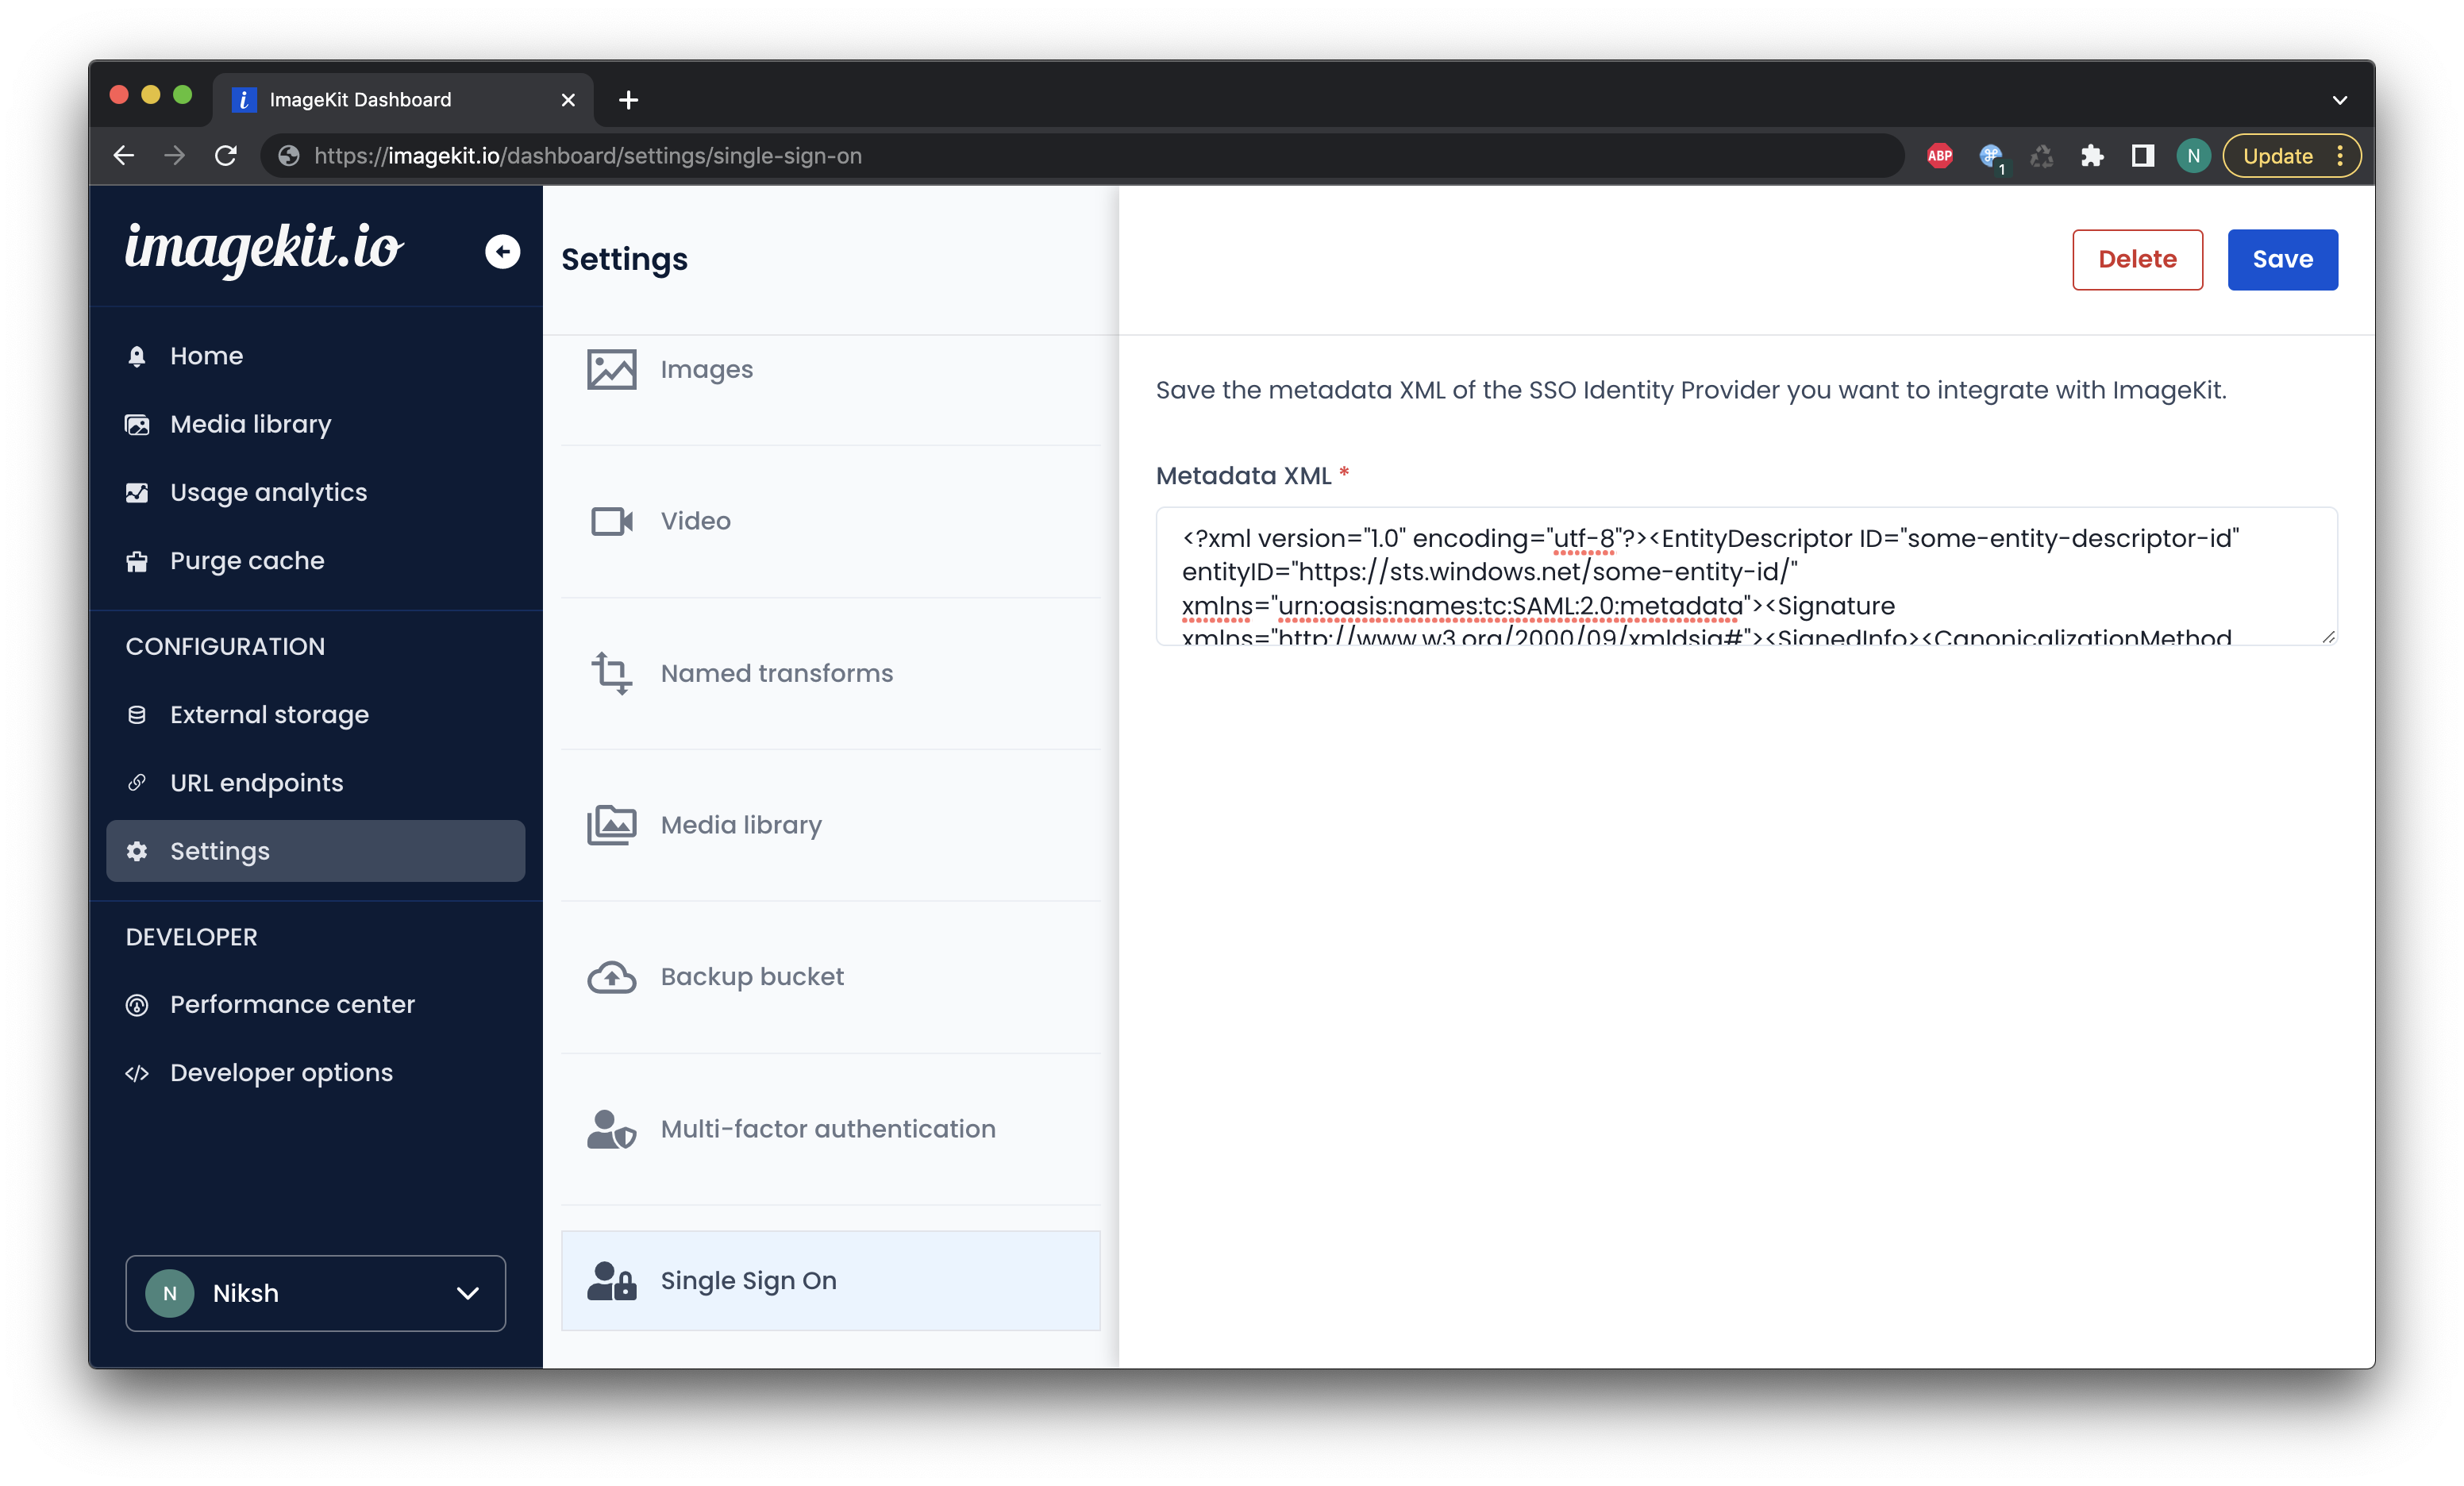 ImageKit Dashboard
https://imagekit.io/dashboard/settings/single-sign-on
ABP
1
N
Update
imagekit.io
Home
Media library
Usage analytics
Purge cache
CONFIGURATION
External storage
URL endpoints
Settings
DEVELOPER
Performance center
Developer options
N
Niksh
Settings
Images
Video
Named transforms
Media library
Backup bucket
Multi-factor authentication
Single Sign On
Delete
Save
Save the metadata XML of the SSO Identity Provider you want to integrate with ImageKit.
Metadata XML *
<?xml version="1.0" encoding="utf-8"?><EntityDescriptor ID="some-entity-descriptor-id"
entityID="https://sts.windows.net/some-entity-id/"
xmlns="urn:oasis:names:tc:SAML:2.0:metadata"><Signature
xmlns="http://www.w3.org/2000/09/xmldsig#"><SignedInfo><CanonicalizationMethod